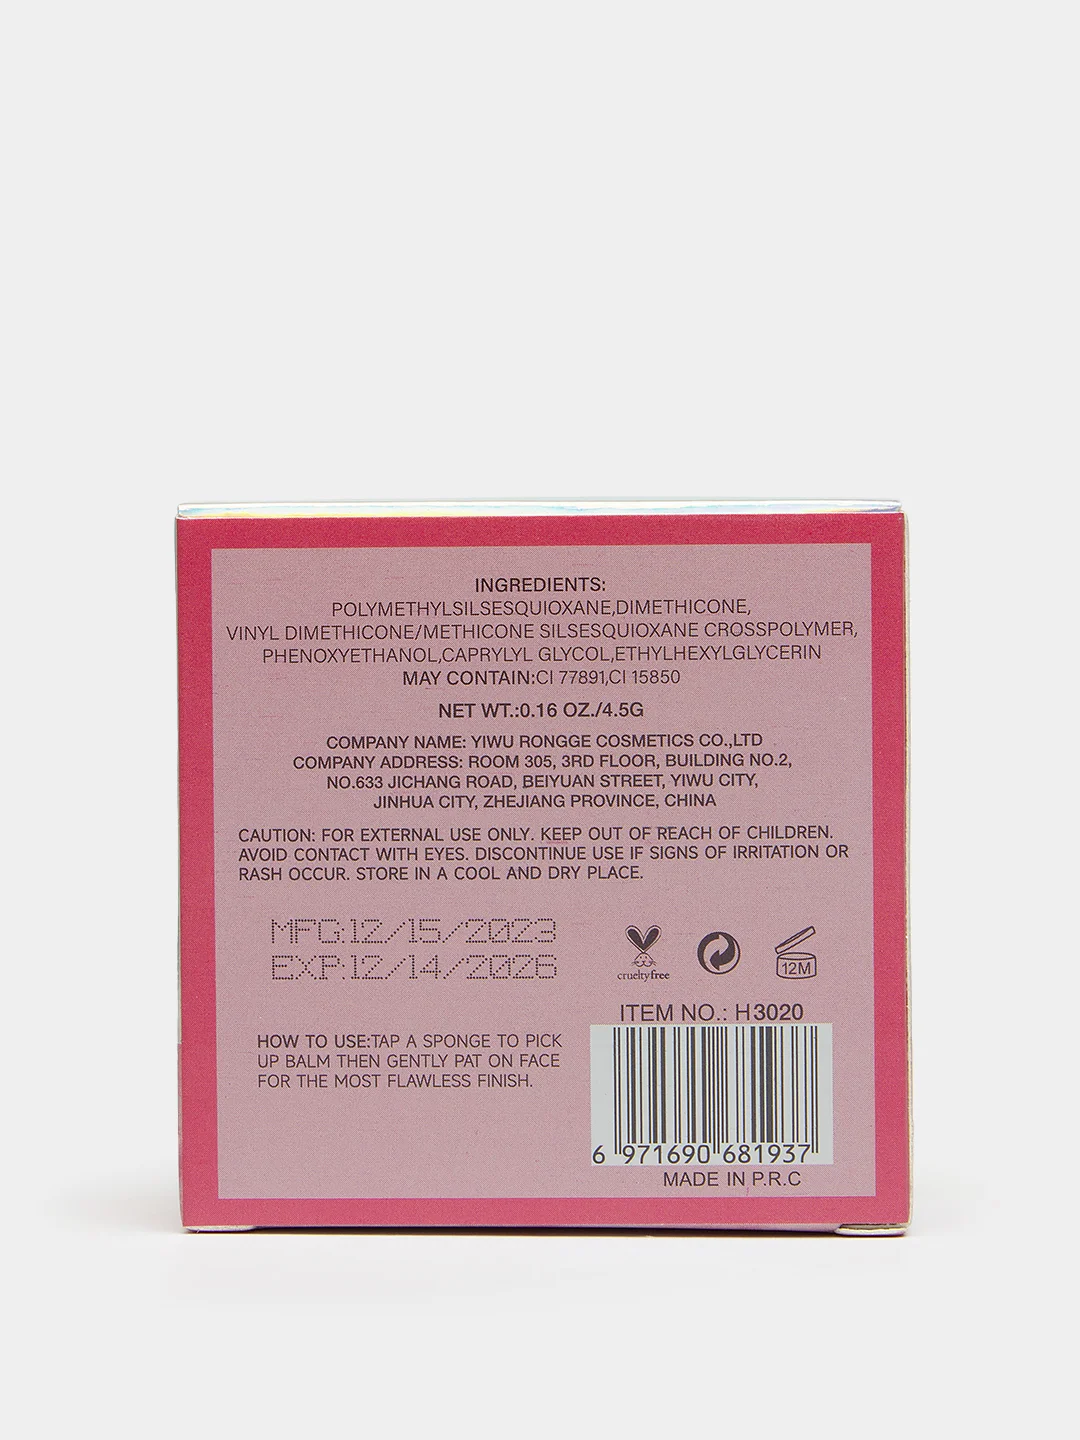 INGREDIENTS:
POLYMETHYLSILSESQUIOXANE,DIMETHICONE,
VINYL DIMETHICONE/METHICONE SILSESQUIOXANE CROSSPOLYMER,
PHENOXYETHANOL,CAPRYLYL GLYCOL,ETHYLHEXYLGLYCERIN
MAY CONTAIN:CI 77891,CI 15850
NET WT.:0.16 OZ./4.5G
COMPANY NAME: YIWU RONGGE COSMETICS CO.,LTD
COMPANY ADDRESS: ROOM 305, 3RD FLOOR, BUILDING NO.2,
NO.633 JICHANG ROAD, BEIYUAN STREET, YIWU CITY,
JINHUA CITY, ZHEJIANG PROVINCE, CHINA
CAUTION: FOR EXTERNAL USE ONLY. KEEP OUT OF REACH OF CHILDREN.
AVOID CONTACT WITH EYES. DISCONTINUE USE IF SIGNS OF IRRITATION OR
RASH OCCUR. STORE IN A COOL AND DRY PLACE.
MFG:12/15/2023
EXP:12/14/2026
crueltyfree
12M
ITEM NO.: H3020
HOW TO USE:TAP A SPONGE TO PICK
UP BALM THEN GENTLY PAT ON FACE
FOR THE MOST FLAWLESS FINISH.
6 971690 681937
MADE IN P.R.C